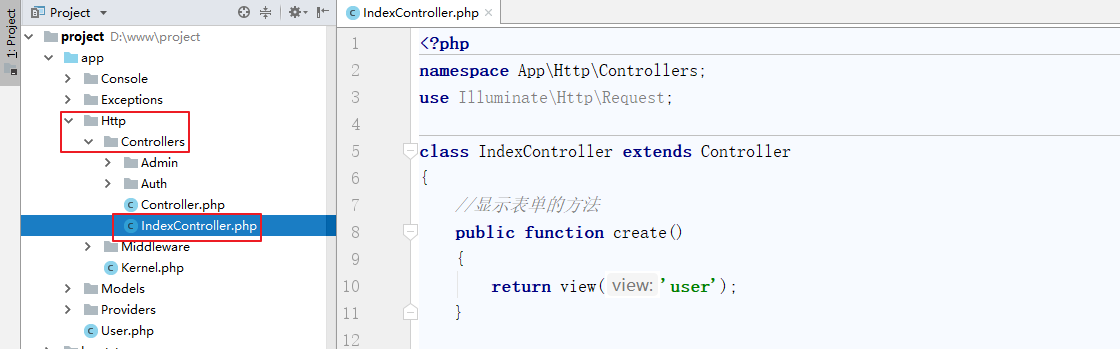 1: Project
Project
project D:\www\project
app
Console
Exceptions
Http
Controllers
Admin
Auth
Controller.php
IndexController.php
Middleware
Kernel.php
Models
Providers
User.php
IndexController.php
1 <?php
2 namespace App\Http\Controllers;
3 use Illuminate\Http\Request;
4
5 class IndexController extends Controller
6 {
7 //显示表单的方法
8 public function create()
9 {
10 return view( view: 'user');
11 }
12